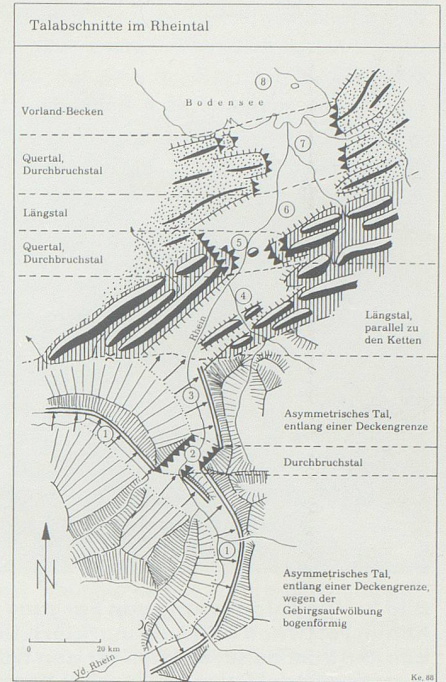 Talabschnitte im Rheintal
8
Bodensee
Vorland-Becken
7
Quertal,
Durchbruchstal
Längstal
6
Quertal,
Durchbruchstal
5
4
Rhein
Längstal,
parallel zu
den Ketten
3
Asymmetrisches Tal,
entlang einer Deckengrenze
1
2
Durchbruchstal
1
Asymmetrisches Tal,
entlang einer Deckengrenze,
wegen der
Gebirgsaufwölbung
bogenförmig
N
0 20 km
Vd. Rhein
Ke. 88